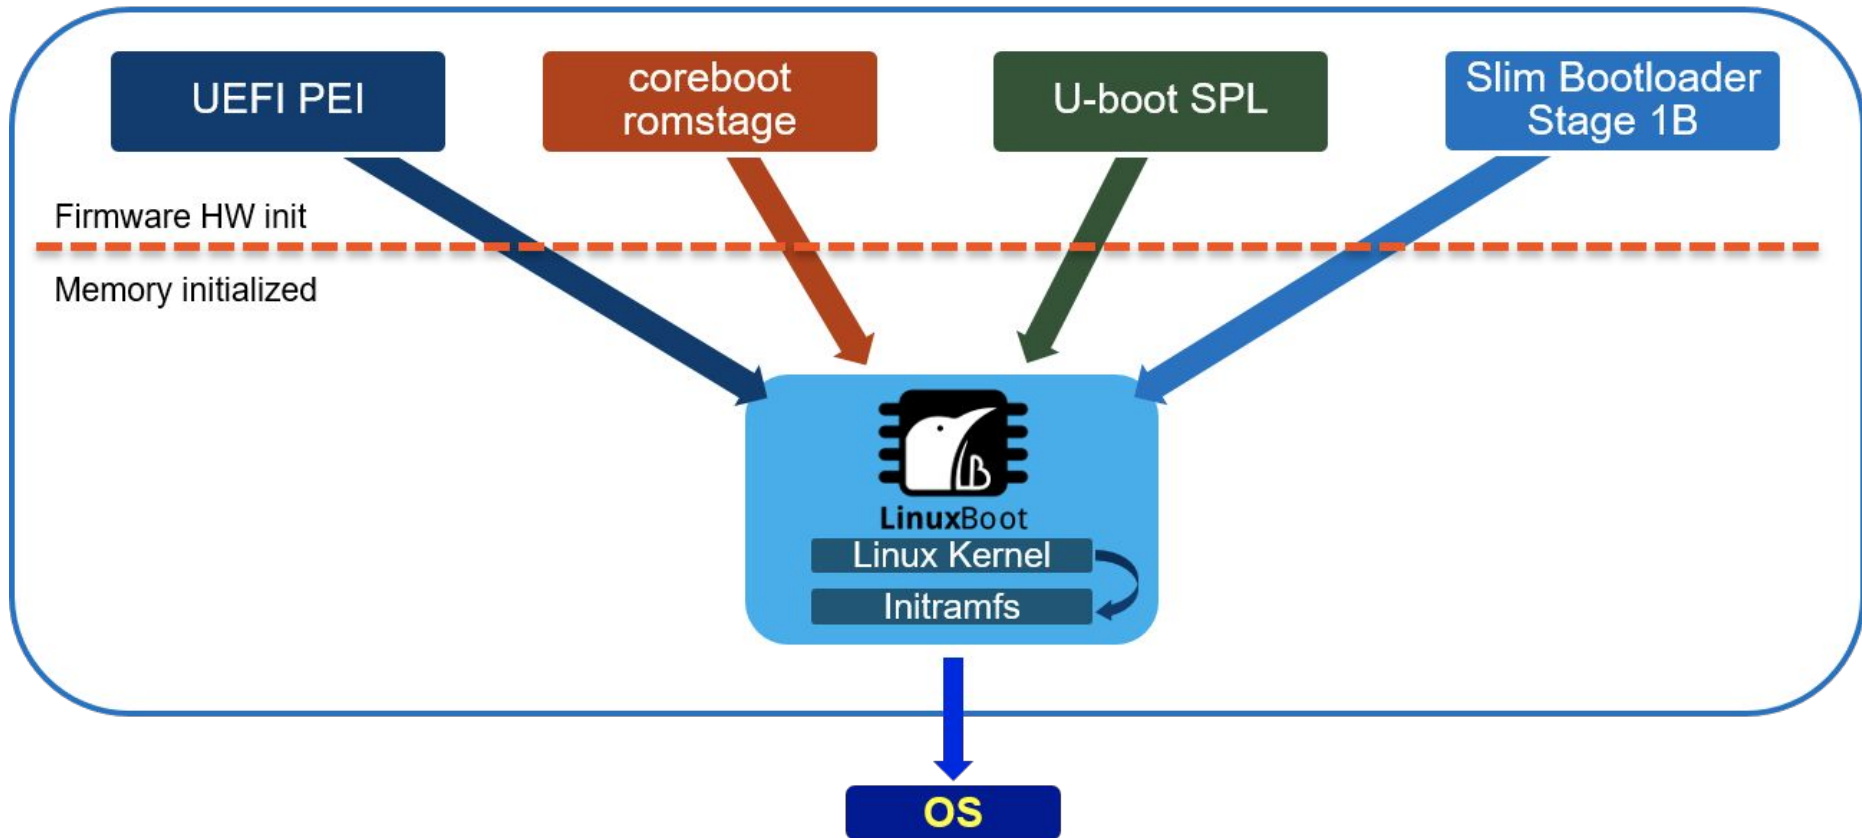 UEFI PEI
coreboot
romstage
U-boot SPL
Slim Bootloader
Stage 1B
Firmware HW init
Memory initialized
LB
LinuxBoot
Linux Kernel
Initramfs
OS